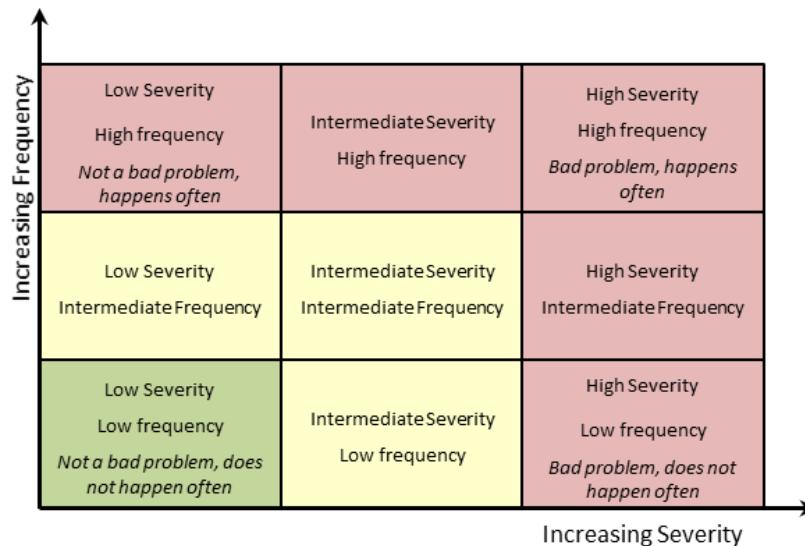 Increasing Frequency
Low Severity
High frequency
Not a bad problem,
happens often
Intermediate Severity
High frequency
High Severity
High frequency
Bad problem, happens
often
Low Severity
Intermediate Frequency
Intermediate Severity
Intermediate Frequency
High Severity
Intermediate Frequency
Low Severity
Low frequency
Not a bad problem, does
not happen often
Intermediate Severity
Low frequency
High Severity
Low frequency
Bad problem, does not
happen often
Increasing Severity